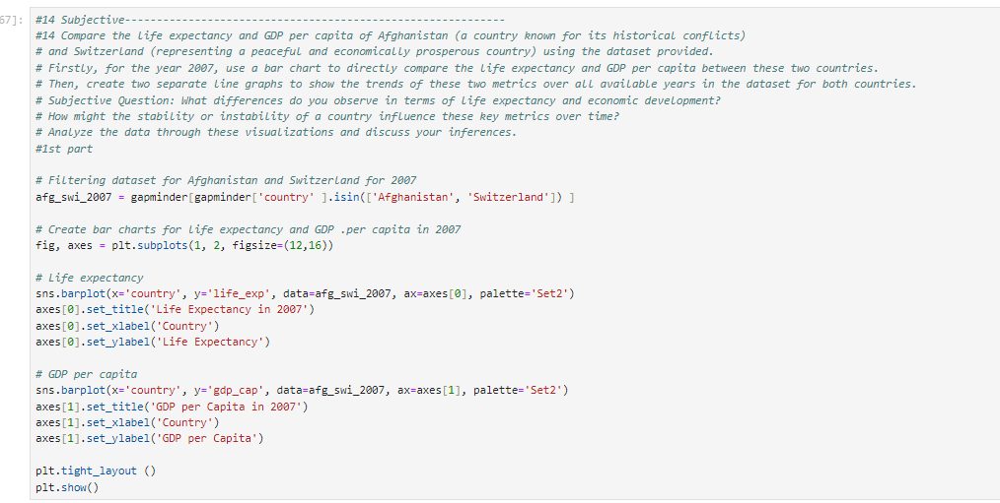 67]: #14 Subjective-----------------------------------------------------------
#14 Compare the life expectancy and GDP per capita of Afghanistan (a country known for its historical conflicts)
# and Switzerland (representing a peaceful and economically prosperous country) using the dataset provided.
# Firstly, for the year 2007, use a bar chart to directly compare the life expectancy and GDP per capita between these two countries.
# Then, create two separate line graphs to show the trends of these two metrics over all available years in the dataset for both countries.
# Subjective Question: What differences do you observe in terms of life expectancy and economic development?
# How might the stability or instability of a country influence these key metrics over time?
# Analyze the data through these visualizations and discuss your inferences.
#1st part
# Filtering dataset for Afghanistan and Switzerland for 2007
afg_swi_2007 = gapminder[gapminder['country' ].isin(['Afghanistan', 'Switzerland']) ]
# Create bar charts for life expectancy and GDP .per capita in 2007
fig, axes = plt.subplots(1, 2, figsize=(12,16))
# Life expectancy
sns.barplot(x='country', y='life_exp', data=afg_swi_2007, ax=axes[0], palette='Set2')
axes[0].set_title('Life Expectancy in 2007')
axes[0].set_xlabel('Country')
axes[0].set_ylabel('Life Expectancy')
# GDP per capita
sns.barplot(x='country', y='gdp_cap', data=afg_swi_2007, ax=axes[1], palette='Set2')
axes[1].set_title('GDP per Capita in 2007')
axes[1].set_xlabel('Country')
axes[1].set_ylabel('GDP per Capita')
plt.tight_layout ()
plt.show()